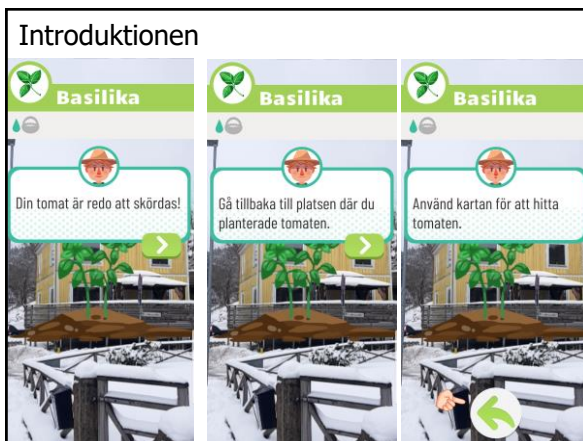 Introduktionen
Basilika
Din tomat är redo att skördas!
Basilika
Gå tillbaka till platsen där du
planterade tomaten.
Basilika
Använd kartan för att hitta
tomaten.